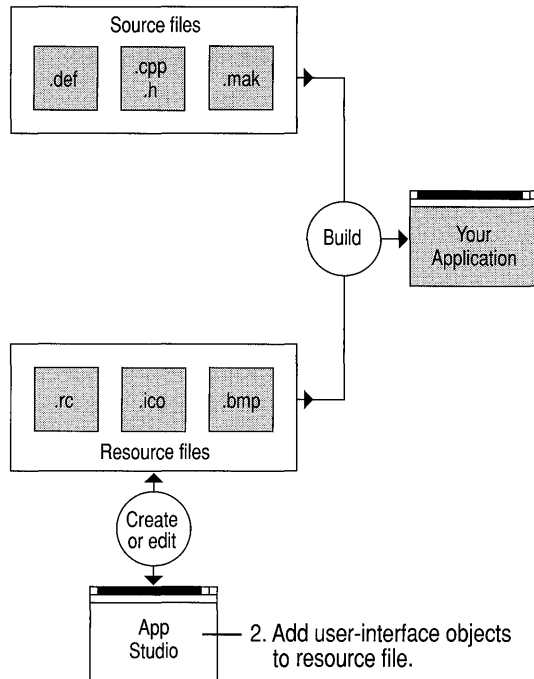 Source files
.def
.cpp
.h
.mak
Build
Your
Application
.rc
.ico
.bmp
Resource files
Create
or edit
App
Studio
2. Add user-interface objects
to resource file.